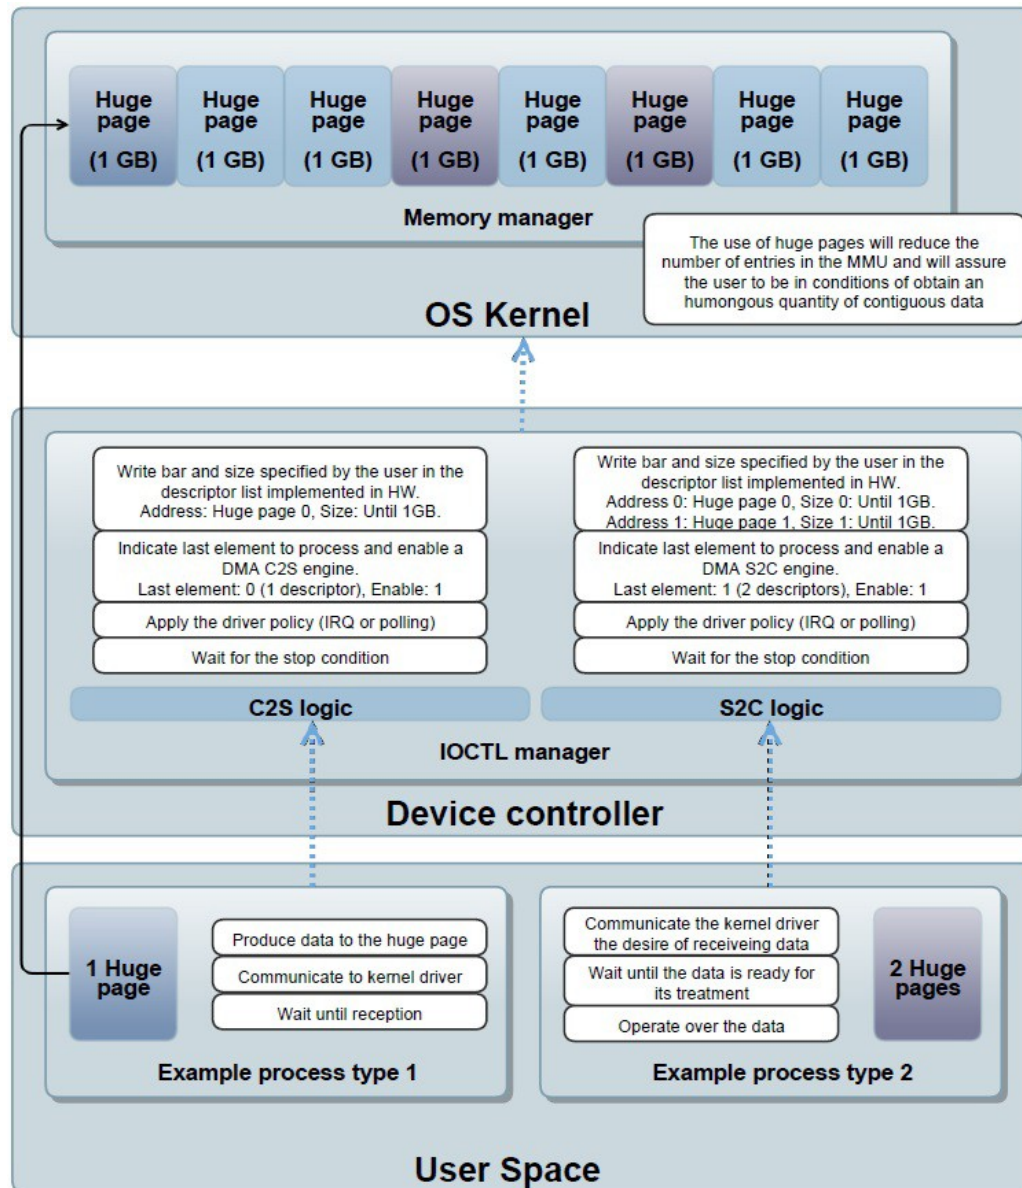 Huge page (1 GB)
Huge page (1 GB)
Huge page (1 GB)
Huge page (1 GB)
Huge page (1 GB)
Huge page (1 GB)
Huge page (1 GB)
Huge page (1 GB)
Memory manager
The use of huge pages will reduce the
number of entries in the MMU and will assure
the user to be in conditions of obtain an
humongous quantity of contiguous data
OS Kernel
Write bar and size specified by the user in the
descriptor list implemented in HW.
Address: Huge page 0, Size: Until 1GB.
Indicate last element to process and enable a
DMA C2S engine.
Last element: 0 (1 descriptor), Enable: 1
Apply the driver policy (IRQ or polling)
Wait for the stop condition
C2S logic
Write bar and size specified by the user in the
descriptor list implemented in HW.
Address 0: Huge page 0, Size 0: Until 1GB.
Address 1: Huge page 1, Size 1: Until 1GB.
Indicate last element to process and enable a
DMA S2C engine.
Last element: 1 (2 descriptors), Enable: 1
Apply the driver policy (IRQ or polling)
Wait for the stop condition
S2C logic
IOCTL manager
Device controller
1 Huge
page
Produce data to the huge page
Communicate to kernel driver
Wait until reception
Example process type 1
Communicate the kernel driver
the desire of receiveing data
Wait until the data is ready for
its treatment
Operate over the data
2 Huge
pages
Example process type 2
User Space